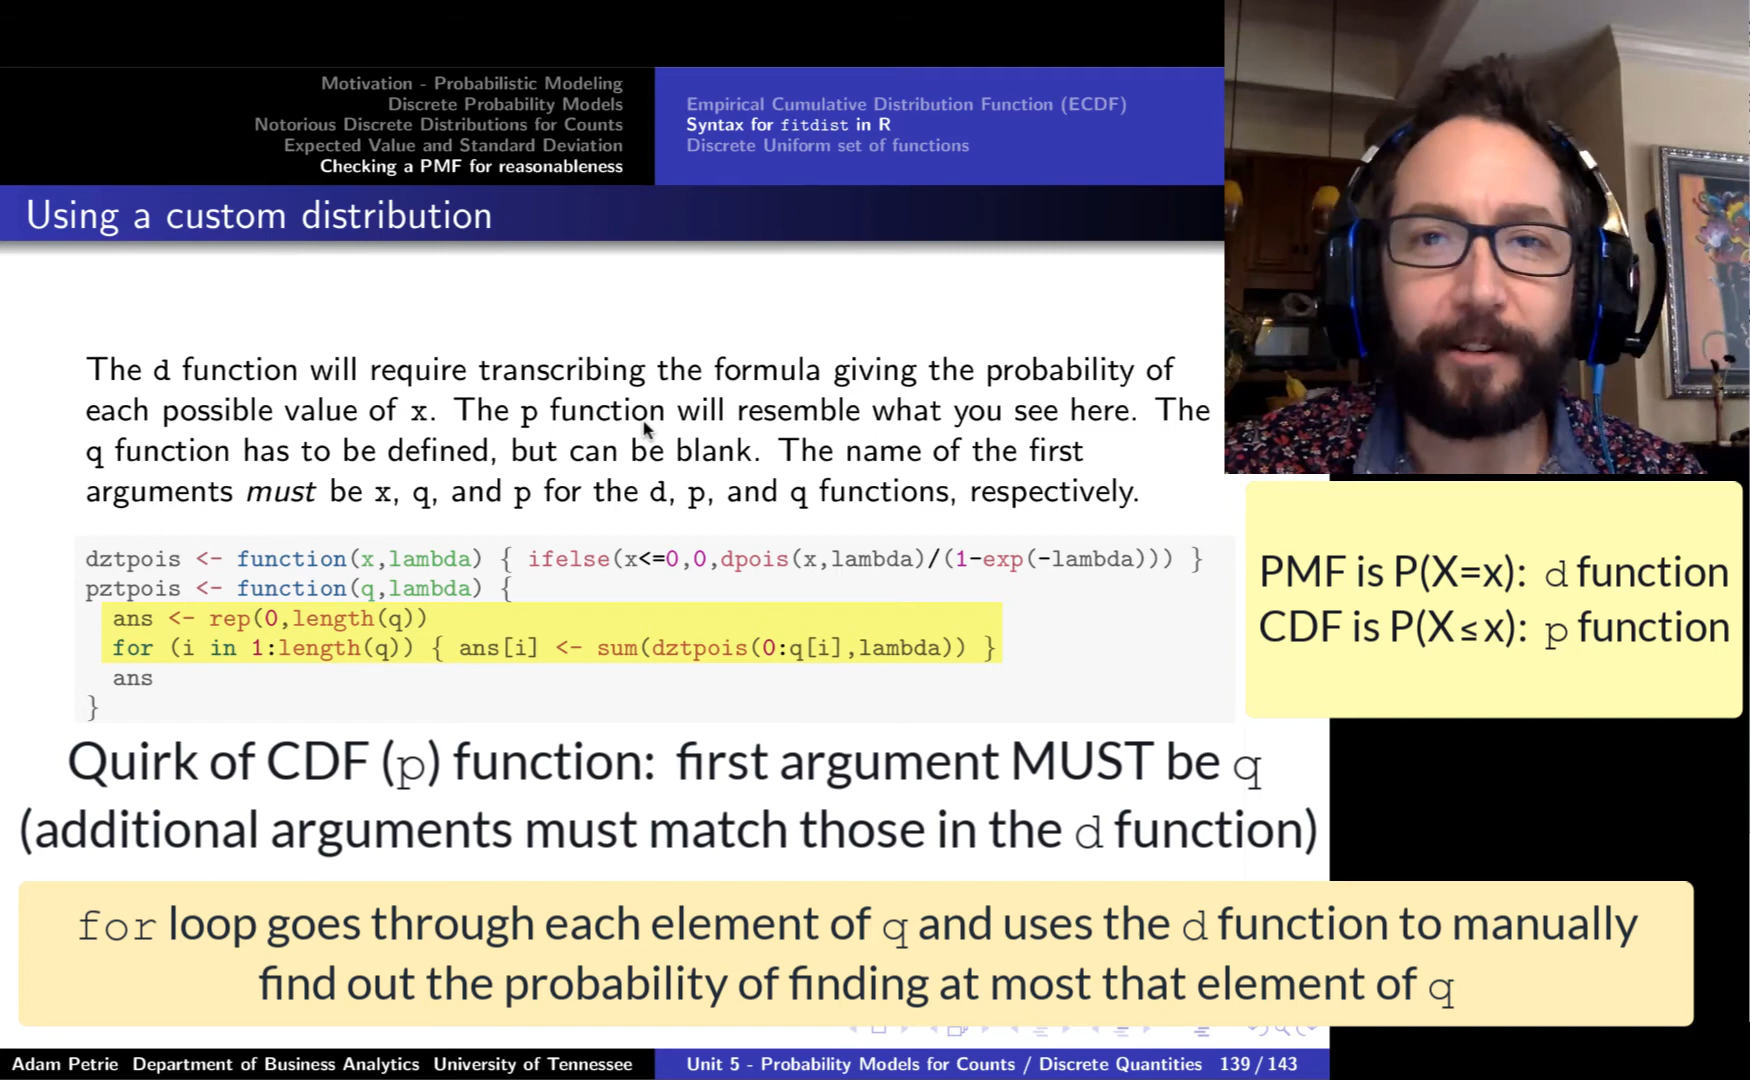 Motivation - Probabilistic Modeling
Discrete Probability Models
Notorious Discrete Distributions for Counts
Expected Value and Standard Deviation
Checking a PMF for reasonableness
Empirical Cumulative Distribution Function (ECDF)
Syntax for fitdist in R
Discrete Uniform set of functions
Using a custom distribution
The d function will require transcribing the formula giving the probability of
each possible value of x. The p function will resemble what you see here. The
q function has to be defined, but can be blank. The name of the first
arguments must be x, q, and p for the d, p, and q functions, respectively.
dztpois <- function(x,lambda) { ifelse(x<=0,0,dpois(x,lambda)/(1-exp(-lambda))) }
pztpois <- function(q,lambda) {
ans <- rep(0,length(q))
for (i in 1:length(q)) { ans[i] <- sum(dztpois(0:q[i],lambda)) }
ans
}
PMF is P(X=x): d function
CDF is P(X≤x): p function
Quirk of CDF (p) function: first argument MUST be q
(additional arguments must match those in the d function)
for loop goes through each element of q and uses the d function to manually
find out the probability of finding at most that element of q
Adam Petrie Department of Business Analytics University of Tennessee
Unit 5 - Probability Models for Counts / Discrete Quantities 139 / 143